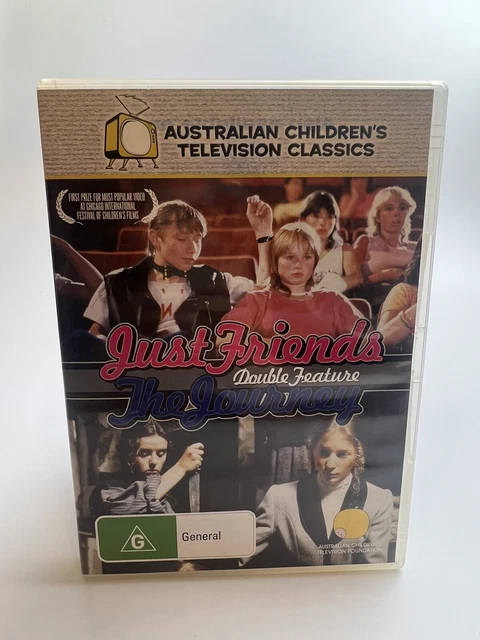 AUSTRALIAN CHILDREN'S
TELEVISION CLASSICS
FIRST PRIZE FOR MOST POPULAR VIDEO
AT CHICAGO INTERNATIONAL
FESTIVAL OF CHILDREN'S FILMS
Just Friends
Double Feature
The Journey
G
General
AUSTRALIAN CHILDREN'S
TELEVISION FOUNDATION